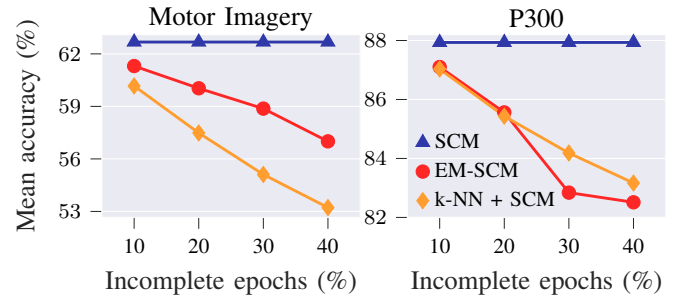 Motor Imagery
Mean accuracy (%)
62
59
56
53
10 20 30 40
Incomplete epochs (%)
P300
88
86
84
82
SCM
EM-SCM
k-NN + SCM
10 20 30 40
Incomplete epochs (%)